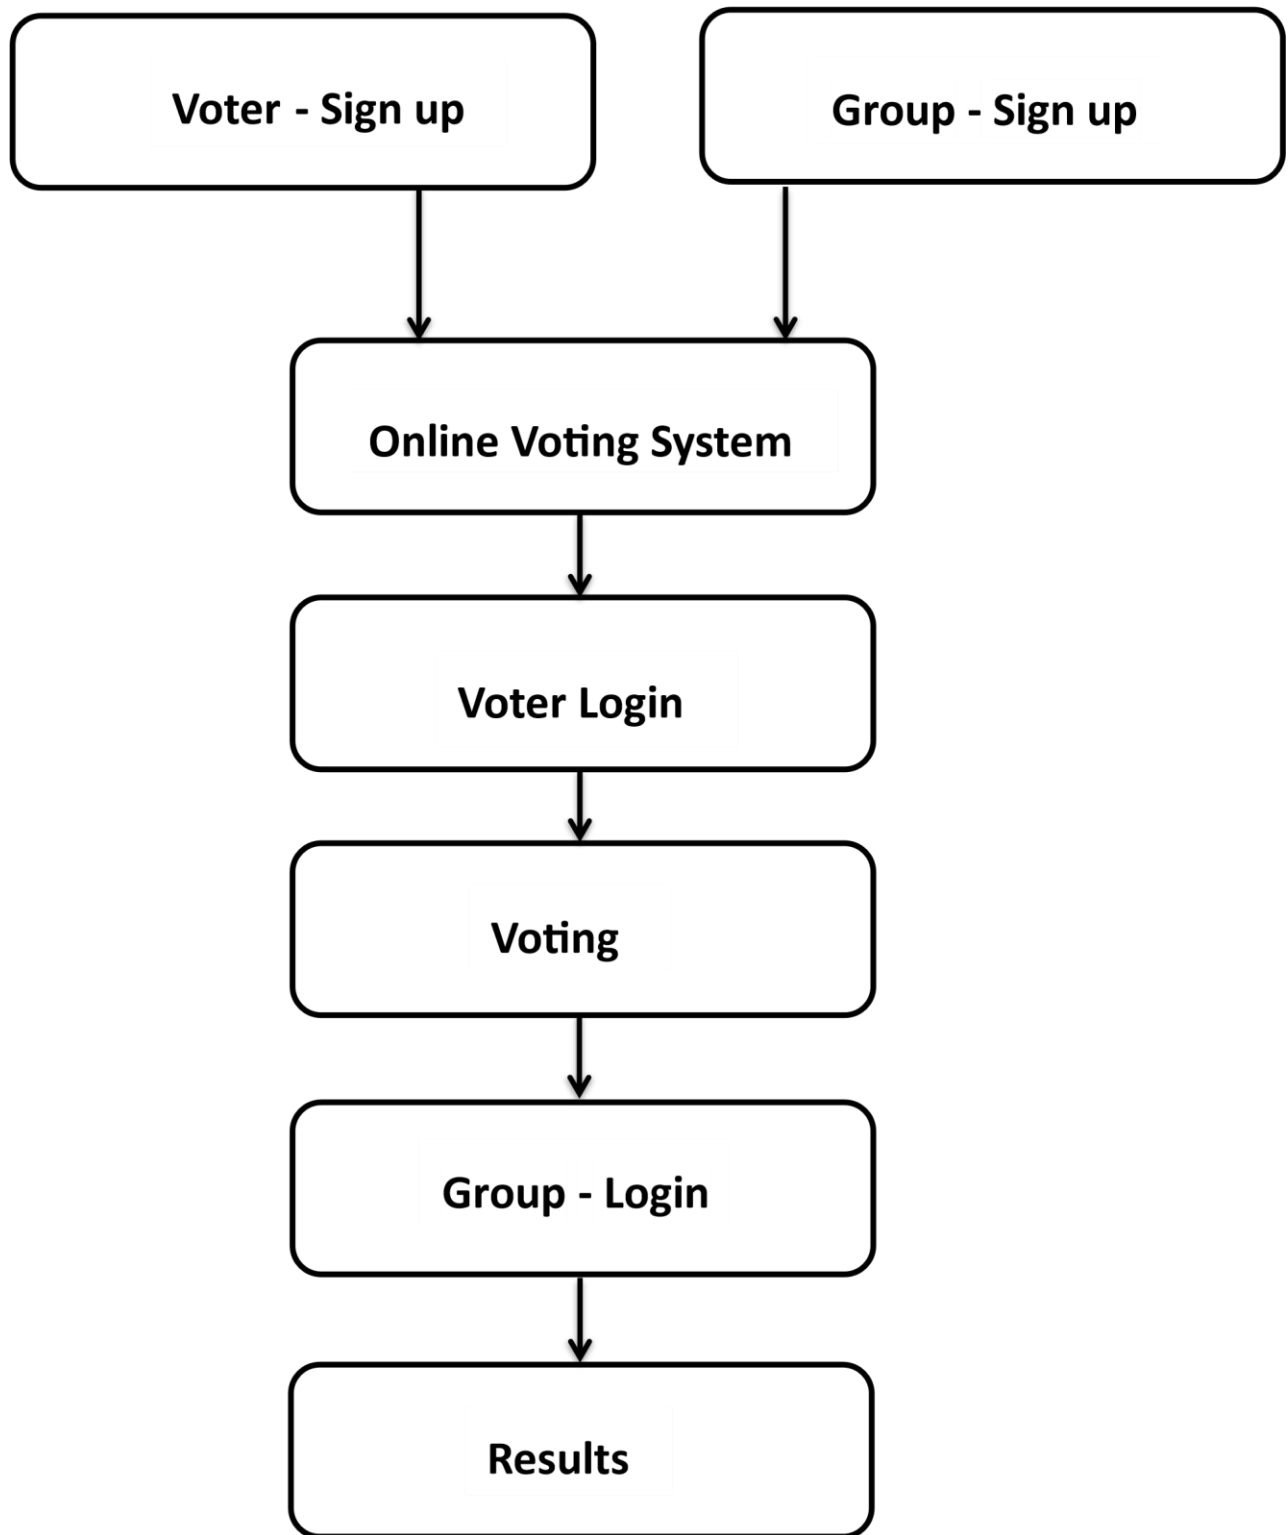 Voter - Sign up
Group - Sign up
Online Voting System
Voter Login
Voting
Group - Login
Results